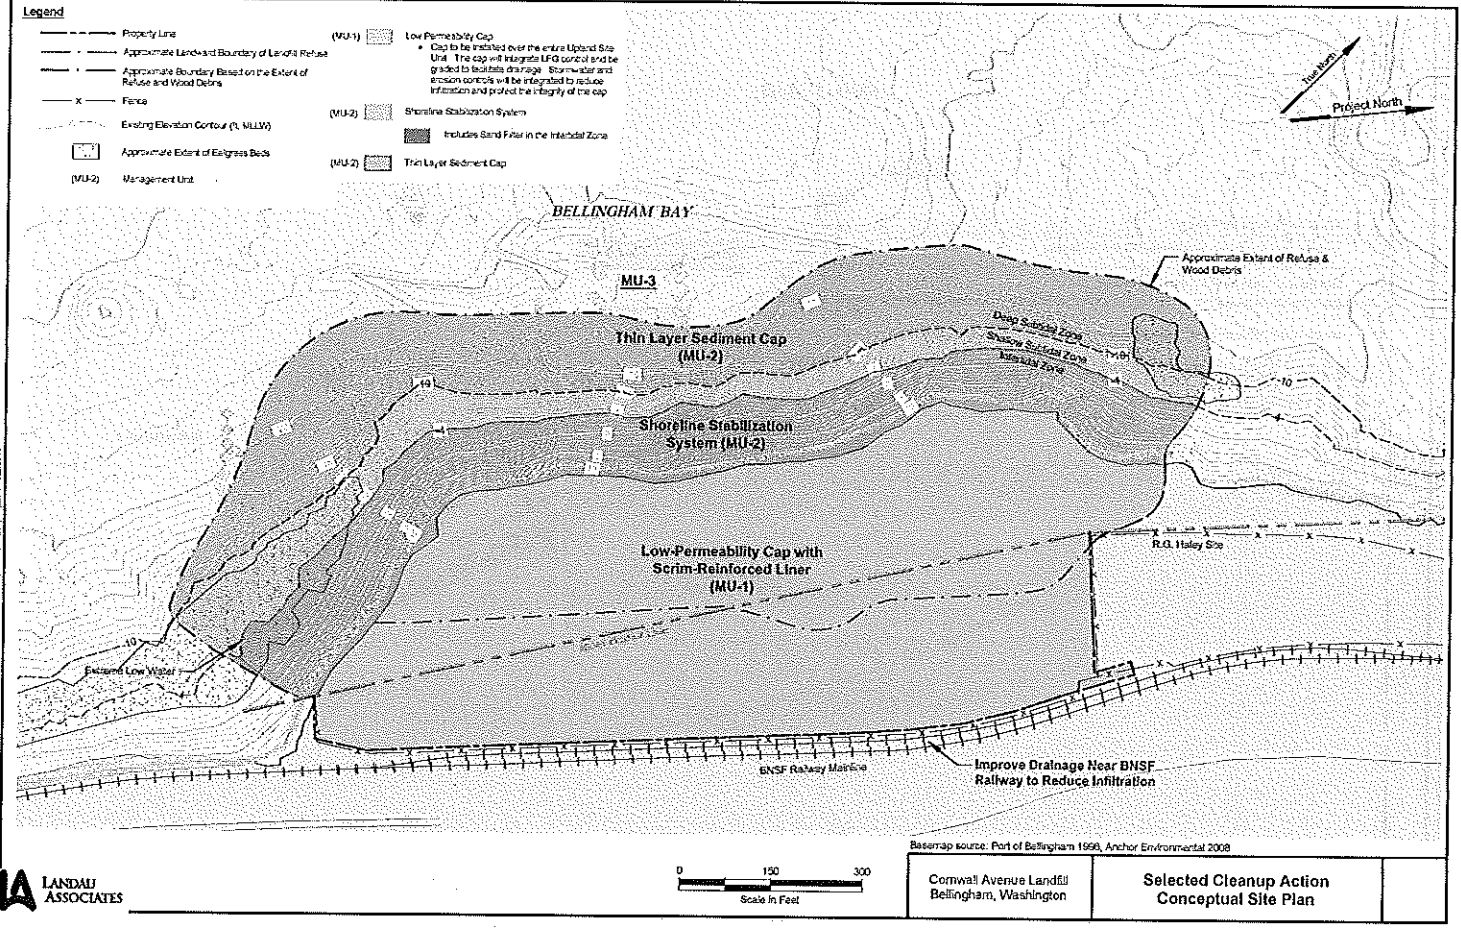 Legend
Property Line
Approximate Landward Boundary of Landfill Refuse
Approximate Boundary Based on the Extent of
Refuse and Wood Debris
x Fence
Existing Elevation Contour (ft, MLLW)
Approximate Extent of Eelgrass Beds
(MU-2) Management Unit
(MU-1) Low Permeability Cap
• Cap to be installed over the entire Upland Site
Unit. The cap will integrate LFG control and be
graded to facilitate drainage. Stormwater and
erosion controls will be integrated to reduce
infiltration and protect the integrity of the cap
(MU-2) Shoreline Stabilization System
Includes Sand Filter in the Intertidal Zone
(MU-2) Thin Layer Sediment Cap
True North
Project North
BELLINGHAM BAY
MU-3
Approximate Extent of Refuse &
Wood Debris
Thin Layer Sediment Cap
(MU-2)
Deep Subtidal Zone
Shallow Subtidal Zone
Intertidal Zone
-10
-10
-10
-4
-4
-4
Shoreline Stabilization
System (MU-2)
Low-Permeability Cap with
Scrim-Reinforced Liner
(MU-1)
R.G. Haley Site
-10
Extreme Low Water
BNSF Railway Mainline
Improve Drainage Near BNSF
Railway to Reduce Infiltration
Basemap source: Port of Bellingham 1996, Anchor Environmental 2008
LANDAU
ASSOCIATES
0 150 300
Scale in Feet
Cornwall Avenue Landfill
Bellingham, Washington
Selected Cleanup Action
Conceptual Site Plan